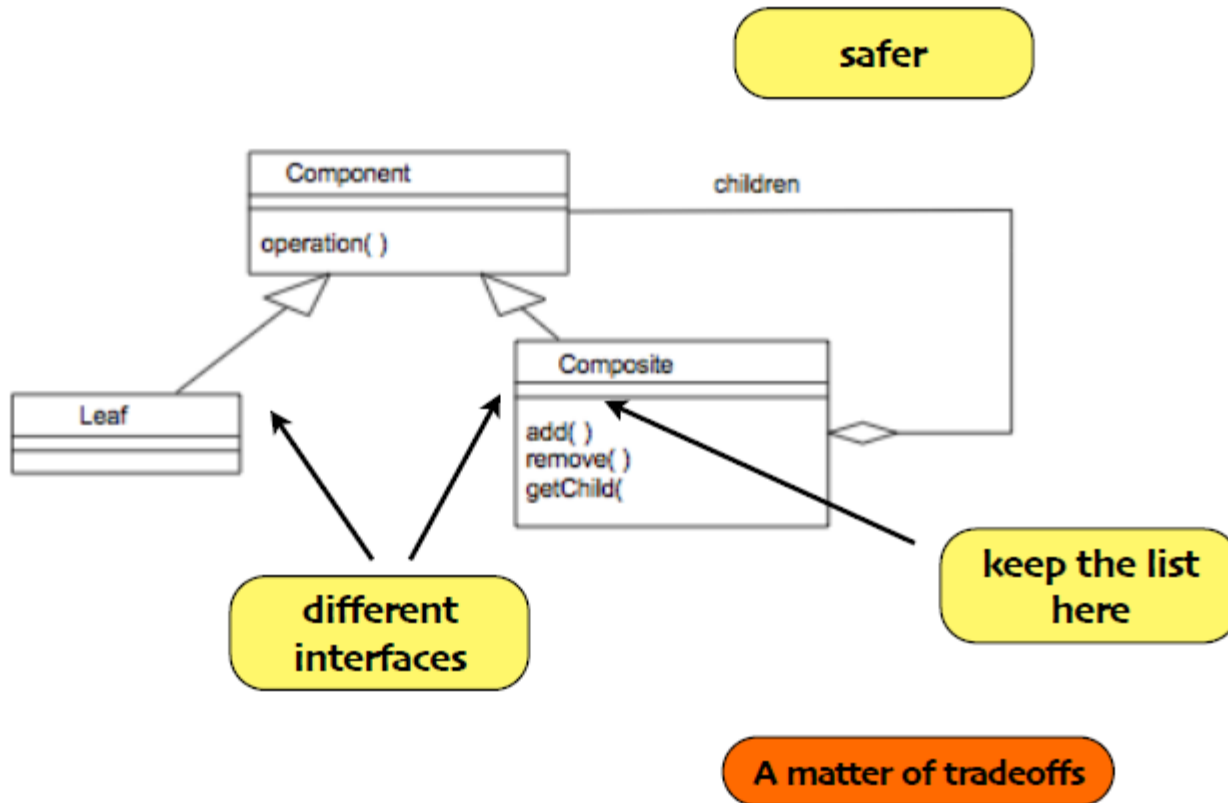 safer
Component
children
operation( )
Composite
Leaf
add( )
remove( )
getChild(
keep the list
here
different
interfaces
A matter of tradeoffs